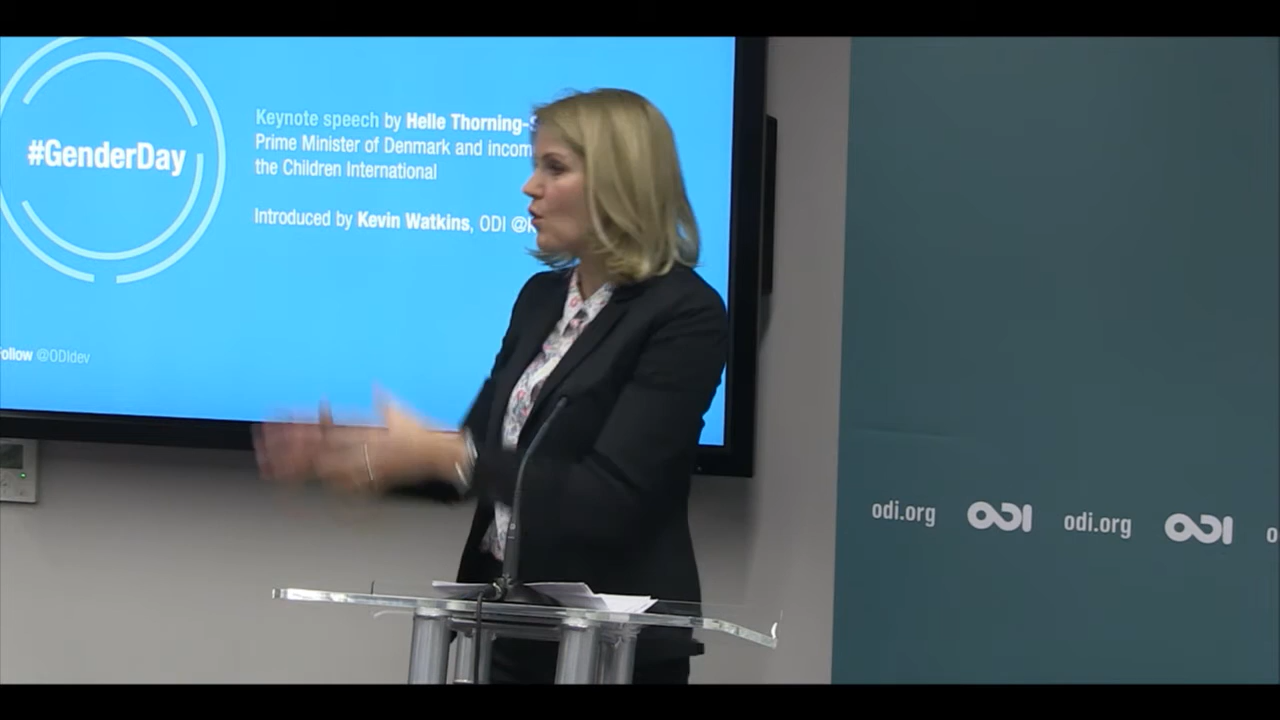 #GenderDay
Keynote speech by Helle Thorning-
Prime Minister of Denmark and incom
the Children International
Introduced by Kevin Watkins, ODI
ollow @ODIdev
odi.org ODI odi.org ODI